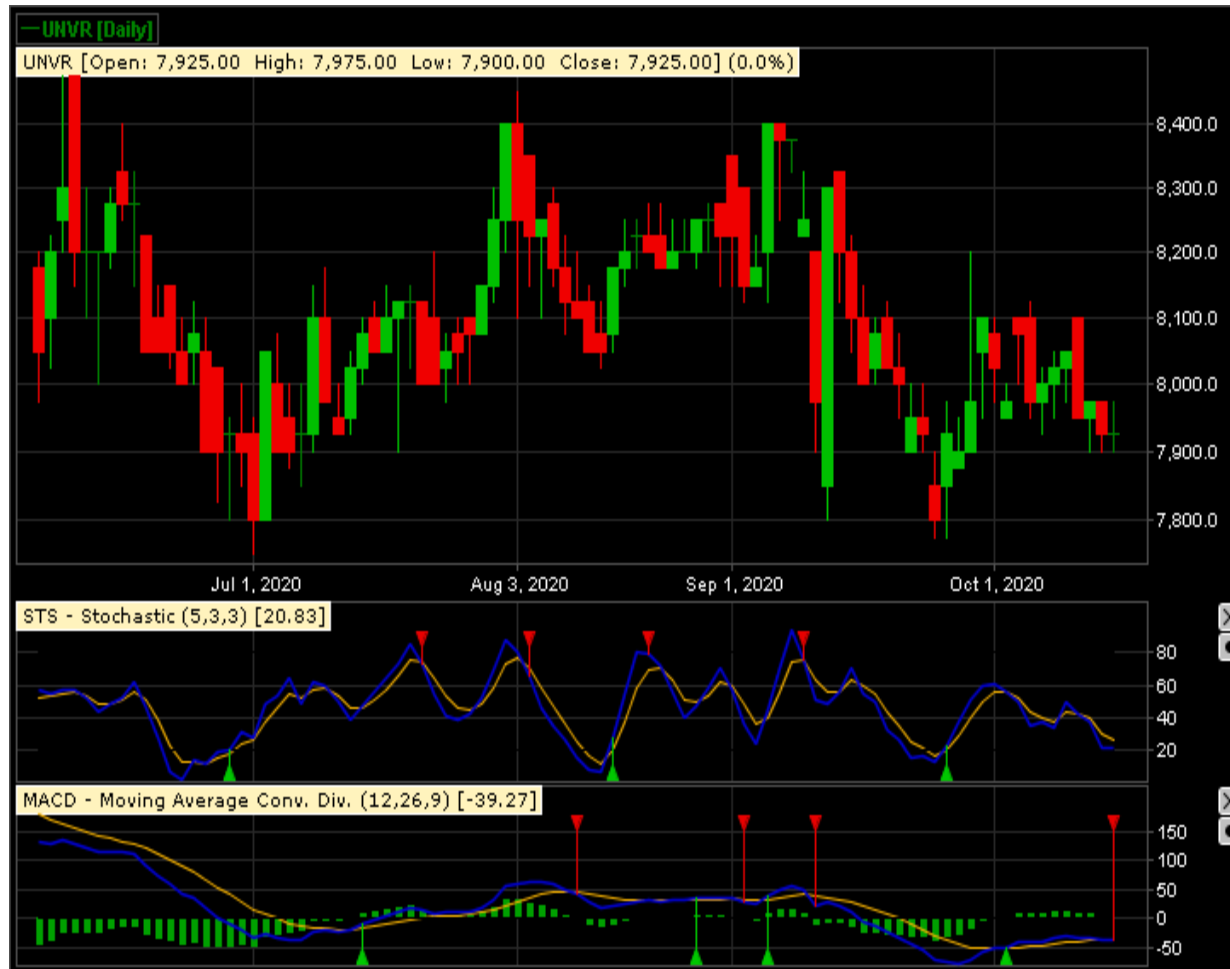 UNVR [Daily]
UNVR [Open: 7,925.00 High: 7,975.00 Low: 7,900.00 Close: 7,925.00] (0.0%)
8,400.0
8,300.0
8,200.0
8,100.0
8,000.0
7,900.0
7,800.0
Jul 1, 2020
Aug 3, 2020
Sep 1, 2020
Oct 1, 2020
STS - Stochastic (5,3,3) [20.83]
80
60
40
20
MACD - Moving Average Conv. Div. (12,26,9) [-39.27]
150
100
50
0
-50